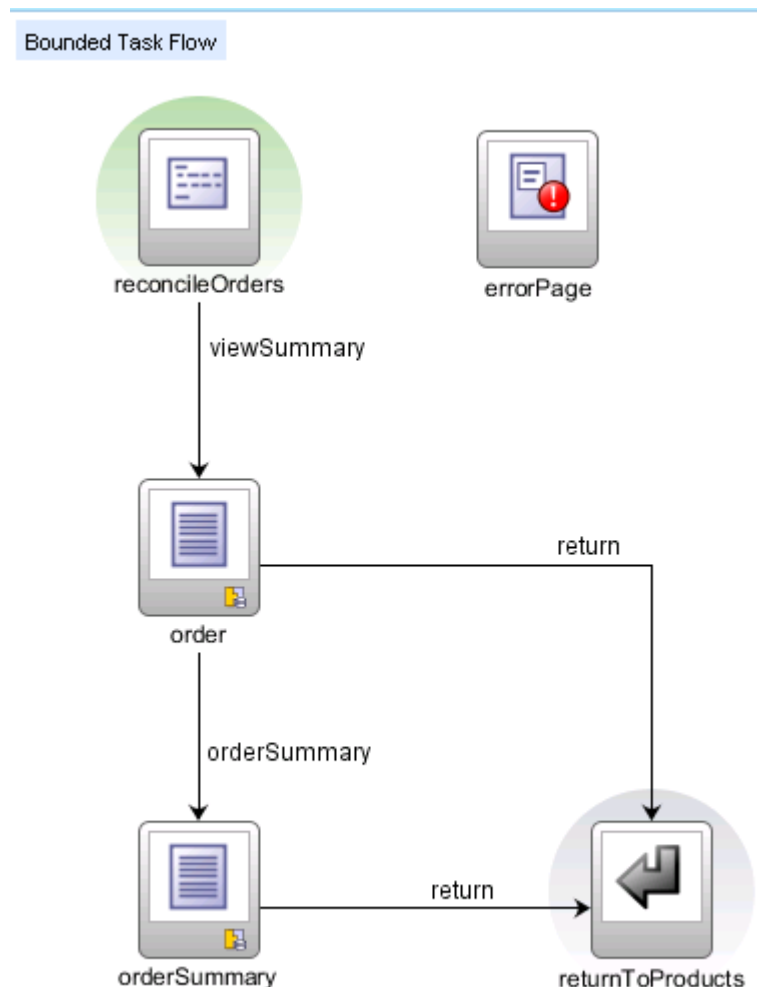 Bounded Task Flow
reconcileOrders
errorPage
viewSummary
return
order
orderSummary
return
orderSummary
returnToProducts